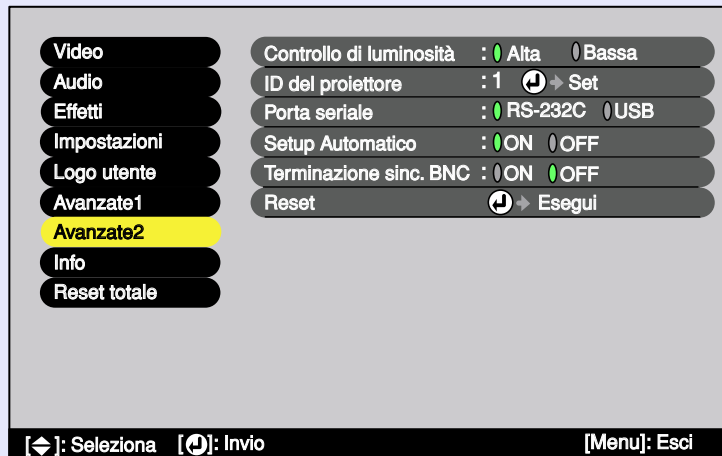 Video
Audio
Effetti
Impostazioni
Logo utente
Avanzate1
Avanzate2
Info
Reset totale
Controllo di luminosità : Alta Bassa
ID del proiettore : 1 Set
Porta seriale : RS-232C USB
Setup Automatico : ON OFF
Terminazione sinc. BNC : ON OFF
Reset Esegui
[ ]: Seleziona [ ]: Invio [Menu]: Esci